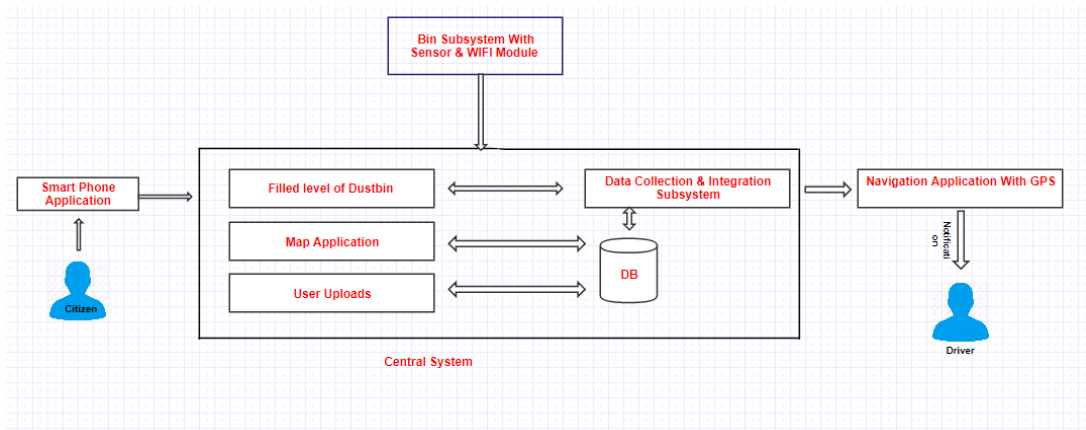 Bin Subsystem With
Sensor & WIFI Module
Smart Phone
Application
Citizen
Filled level of Dustbin
Map Application
User Uploads
Data Collection & Integration
Subsystem
DB
Central System
Navigation Application With GPS
Notificati
on
Driver